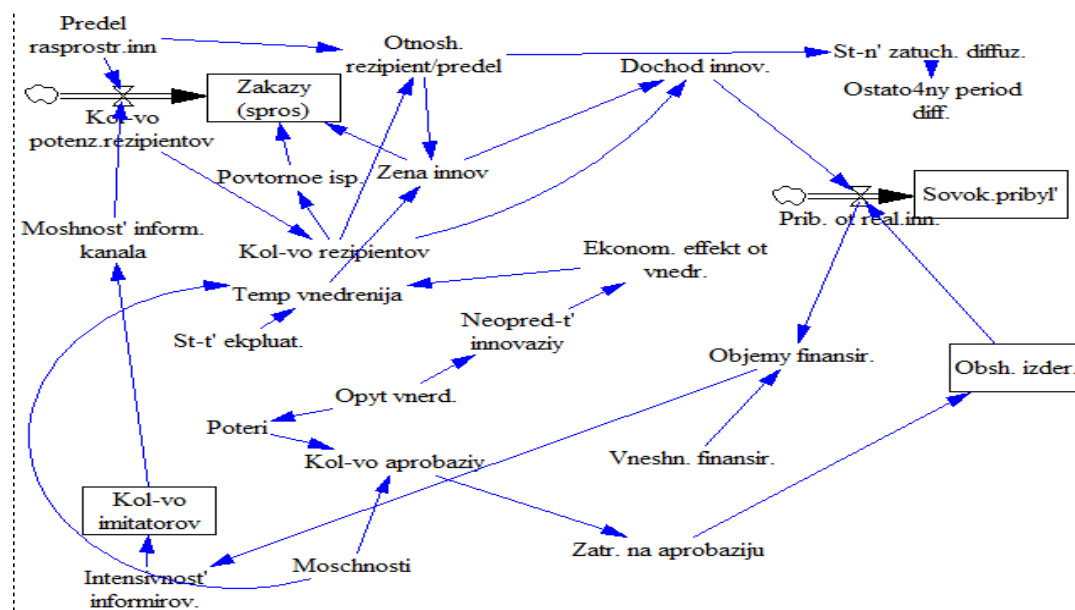 Predel
rasprostr.inn
Otnosh.
rezipient/predel
St-n' zatuch. diffuz.
Dochod innov.
Zakazy
(spros)
Ostato4ny period
diff.
Kol-vo
potenz.rezipientov
Povtornoe isp.
Zena innov
Sovok.pribyl'
Prib. ot real.inn.
Moshnost' inform.
kanala
Kol-vo rezipientov
Ekonom. effekt ot
vnedr.
Temp vnedrenija
St-t' ekpluat.
Neopred-t'
innovaziy
Objemy finansir.
Obsh. izder.
Opyt vnerd.
Poteri
Kol-vo aprobaziy
Vneshn. finansir.
Kol-vo
imitatorov
Zatr. na aprobaziju
Moschnosti
Intensivnost'
informirov.